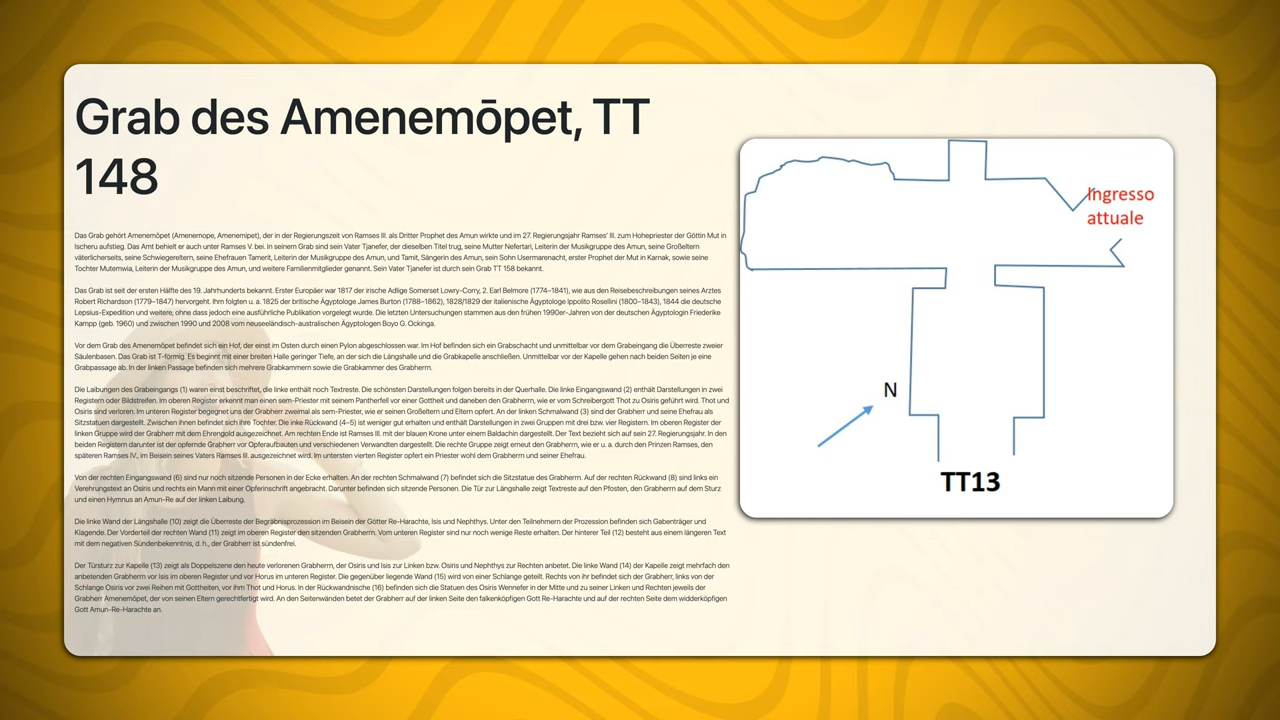 Grab des Amenemōpet, TT
148
Das Grab gehört Amenemōpet (Amenemope, Amenemipet), der in der Regierungszeit von Ramses III. als Dritter Prophet des Amun wirkte und im 27. Regierungsjahr Ramses' III. zum Hohepriester der Göttin Mut in
Ischeru aufstieg. Das Amt behielt er auch unter Ramses V. bei. In seinem Grab sind sein Vater Tjanefer, der dieselben Titel trug, seine Mutter Nefertari, Leiterin der Musikgruppe des Amun, seine Großeltern
väterlicherseits, seine Schwiegereltern, seine Ehefrauen Tamerit, Leiterin der Musikgruppe des Amun, und Tamit, Sängerin des Amun, sein Sohn Usermarenacht, erster Prophet der Mut in Karnak, sowie seine
Tochter Mutemwia, Leiterin der Musikgruppe des Amun, und weitere Familienmitglieder genannt. Sein Vater Tjanefer ist durch sein Grab TT 158 bekannt.
Das Grab ist seit der ersten Hälfte des 19. Jahrhunderts bekannt. Erster Europäer war 1817 der irische Adlige Somerset Lowry-Corry, 2. Earl Belmore (1774–1841), wie aus den Reisebeschreibungen seines Arztes
Robert Richardson (1779–1847) hervorgeht. Ihm folgten u. a. 1825 der britische Ägyptologe James Burton (1788–1862), 1828/1829 der italienische Ägyptologe Ippolito Rosellini (1800–1843), 1844 die deutsche
Lepsius-Expedition und weitere, ohne dass jedoch eine ausführliche Publikation vorgelegt wurde. Die letzten Untersuchungen stammen aus den frühen 1990er-Jahren von der deutschen Ägyptologin Friederike
Kampp (geb. 1960) und zwischen 1990 und 2008 vom neuseeländisch-australischen Ägyptologen Boyo G. Ockinga.
Vor dem Grab des Amenemōpet befindet sich ein Hof, der einst im Osten durch einen Pylon abgeschlossen war. Im Hof befinden sich ein Grabschacht und unmittelbar vor dem Grabeingang die Überreste zweier
Säulenbasen. Das Grab ist T-förmig. Es beginnt mit einer breiten Halle geringer Tiefe, an der sich die Längshalle und die Grabkapelle anschließen. Unmittelbar vor der Kapelle gehen nach beiden Seiten je eine
Grabpassage ab. In der linken Passage befinden sich mehrere Grabkammern sowie die Grabkammer des Grabherrn.
Die Laibungen des Grabeingangs (1) waren einst beschriftet, die linke enthält noch Textreste. Die schönsten Darstellungen folgen bereits in der Querhalle. Die linke Eingangswand (2) enthält Darstellungen in zwei
Registern oder Bildstreifen. Im oberen Register erkennt man einen sem-Priester mit seinem Pantherfell vor einer Gottheit und daneben den Grabherrn, wie er vom Schreibergott Thot zu Osiris geführt wird. Thot und
Osiris sind verloren. Im unteren Register begegnet uns der Grabherr zweimal als sem-Priester, wie er seinen Großeltern und Eltern opfert. An der linken Schmalwand (3) sind der Grabherr und seine Ehefrau als
Sitzstatuen dargestellt. Zwischen ihnen befindet sich ihre Tochter. Die inke Rückwand (4–5) ist weniger gut erhalten und enthält Darstellungen in zwei Gruppen mit drei bzw. vier Registern. Im oberen Register der
linken Gruppe wird der Grabherr mit dem Ehrengold ausgezeichnet. Am rechten Ende ist Ramses III. mit der blauen Krone unter einem Baldachin dargestellt. Der Text bezieht sich auf sein 27. Regierungsjahr. In den
beiden Registern darunter ist der opfernde Grabherr vor Opferaufbauten und verschiedenen Verwandten dargestellt. Die rechte Gruppe zeigt erneut den Grabherrn, wie er u. a. durch den Prinzen Ramses, den
späteren Ramses IV., im Beisein seines Vaters Ramses III. ausgezeichnet wird. Im untersten vierten Register opfert ein Priester wohl dem Grabherrn und seiner Ehefrau.
Von der rechten Eingangswand (6) sind nur noch sitzende Personen in der Ecke erhalten. An der rechten Schmalwand (7) befindet sich die Sitzstatue des Grabherrn. Auf der rechten Rückwand (8) sind links ein
Verehrungstext an Osiris und rechts ein Mann mit einer Opferinschrift angebracht. Darunter befinden sich sitzende Personen. Die Tür zur Längshalle zeigt Textreste auf den Pfosten, den Grabherrn auf dem Sturz
und einen Hymnus an Amun-Re auf der linken Laibung.
Die linke Wand der Längshalle (10) zeigt die Überreste der Begräbnisprozession im Beisein der Götter Re-Harachte, Isis und Nephthys. Unter den Teilnehmern der Prozession befinden sich Gabenträger und
Klagende. Der Vorderteil der rechten Wand (11) zeigt im oberen Register den sitzenden Grabherrn. Vom unteren Register sind nur noch wenige Reste erhalten. Der hinterer Teil (12) besteht aus einem längeren Text
mit dem negativen Sündenbekenntnis, d. h., der Grabherr ist sündenfrei.
Der Türsturz zur Kapelle (13) zeigt als Doppelszene den heute verlorenen Grabherrn, der Osiris und Isis zur Linken bzw. Osiris und Nephthys zur Rechten anbetet. Die linke Wand (14) der Kapelle zeigt mehrfach den
anbetenden Grabherrn vor Isis im oberen Register und vor Horus im unteren Register. Die gegenüber liegende Wand (15) wird von einer Schlange geteilt. Rechts von ihr befindet sich der Grabherr, links von der
Schlange Osiris vor zwei Reihen mit Gottheiten, vor ihm Thot und Horus. In der Rückwandnische (16) befinden sich die Statuen des Osiris Wennefer in der Mitte und zu seiner Linken und Rechten jeweils der
Grabherr Amenemōpet, der von seinen Eltern gerechtfertigt wird. An den Seitenwänden betet der Grabherr auf der linken Seite den falkenköpfigen Gott Re-Harachte und auf der rechten Seite dem widderköpfigen
Gott Amun-Re-Harachte an.
Ingresso
attuale
N
TT13